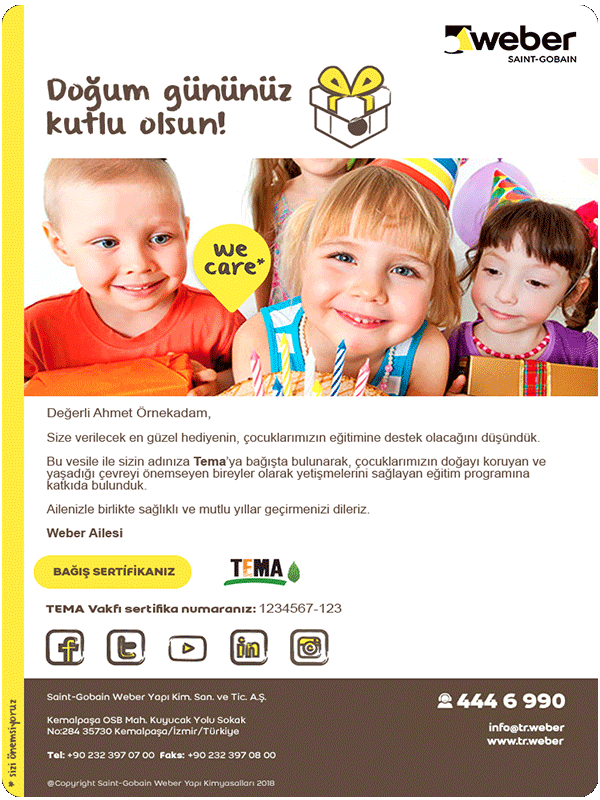 weber
SAINT-GOBAIN
Doğum gününüz
kutlu olsun!
we
care*
Değerli Ahmet Örnekadam,
Size verilecek en güzel hediyenin, çocuklarımızın eğitimine destek olacağını düşündük.
Bu vesile ile sizin adınıza Tema'ya bağışta bulunarak, çocuklarımızın doğayı koruyan ve
yaşadığı çevreyi önemseyen bireyler olarak yetişmelerini sağlayan eğitim programına
katkıda bulunduk.
Ailenizle birlikte sağlıklı ve mutlu yıllar geçirmenizi dileriz.
Weber Ailesi
BAĞIŞ SERTİFİKANIZ
TEMA
TEMA Vakfı sertifika numaranız: 1234567-123
* sizi önemsiyoruz
Saint-Gobain Weber Yapı Kim. San. ve Tic. A.Ş.
444 6 990
Kemalpaşa OSB Mah. Kuyucak Yolu Sokak
No:284 35730 Kemalpaşa/İzmir/Türkiye
info@tr.weber
www.tr.weber
Tel: +90 232 397 07 00 Faks: +90 232 397 08 00
@Copyright Saint-Gobain Weber Yapı Kimyasalları 2018